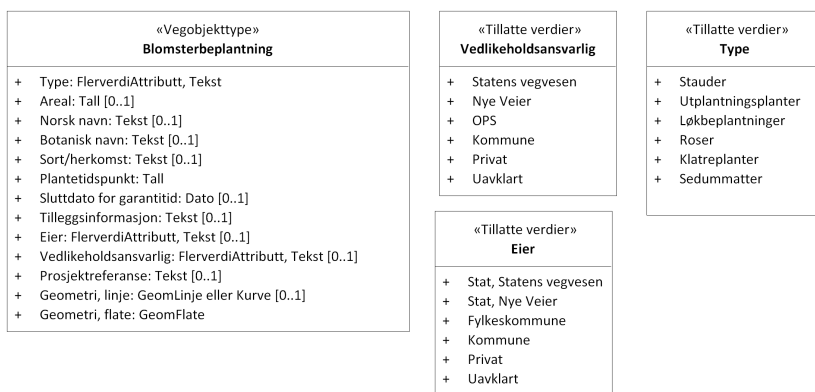 «Vegobjekttype»
Blomsterbeplantning
+ Type: FlerverdiAttributt, Tekst
+ Areal: Tall [0..1]
+ Norsk navn: Tekst [0..1]
+ Botanisk navn: Tekst [0..1]
+ Sort/herkomst: Tekst [0..1]
+ Plantetidspunkt: Tall
+ Sluttdato for garantitid: Dato [0..1]
+ Tilleggsinformasjon: Tekst [0..1]
+ Eier: FlerverdiAttributt, Tekst [0..1]
+ Vedlikeholdsansvarlig: FlerverdiAttributt, Tekst [0..1]
+ Prosjektreferanse: Tekst [0..1]
+ Geometri, linje: GeomLinje eller Kurve [0..1]
+ Geometri, flate: GeomFlate
«Tillatte verdier»
Vedlikeholdsansvarlig
+ Statens vegvesen
+ Nye Veier
+ OPS
+ Kommune
+ Privat
+ Uavklart
«Tillatte verdier»
Eier
+ Stat, Statens vegvesen
+ Stat, Nye Veier
+ Fylkeskommune
+ Kommune
+ Privat
+ Uavklart
«Tillatte verdier»
Type
+ Stauder
+ Utplantningsplanter
+ Løkbeplantninger
+ Roser
+ Klatreplanter
+ Sedummatter